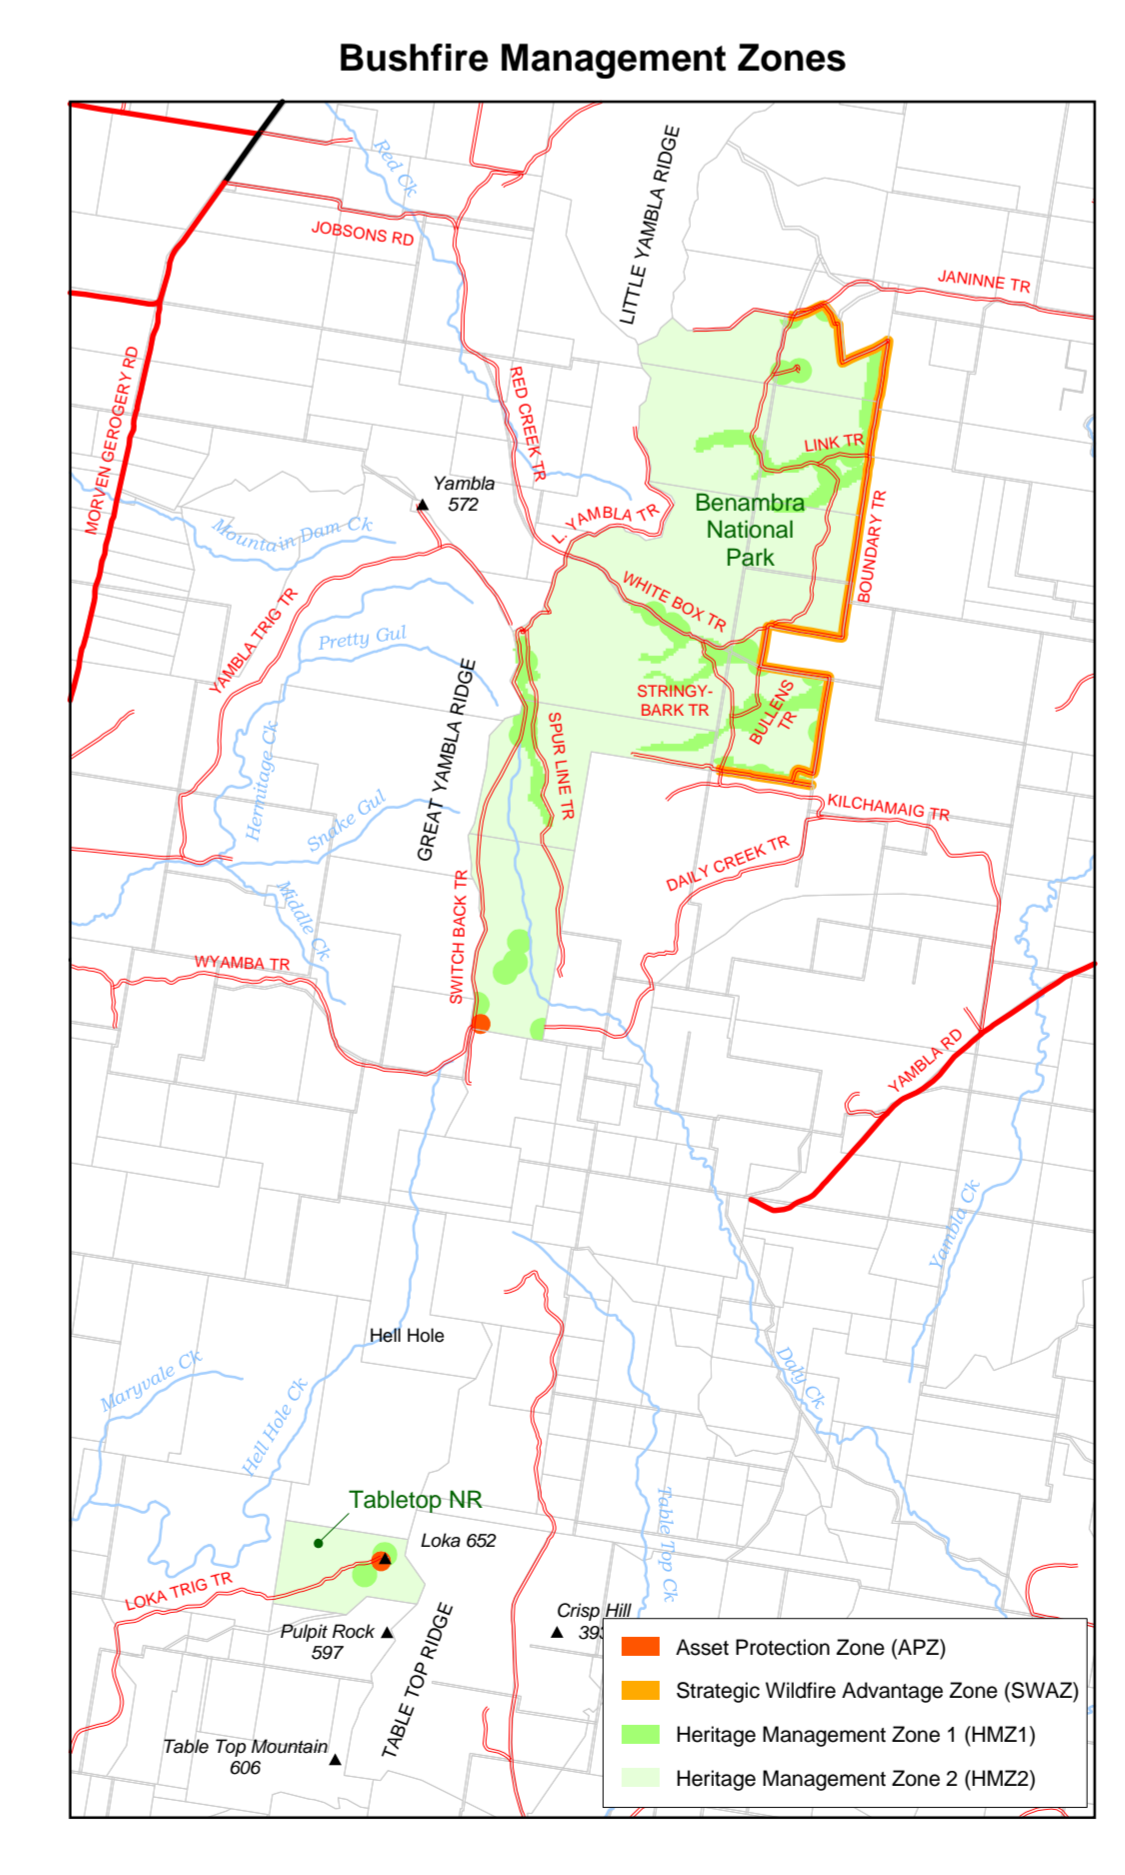 Bushfire Management Zones
Red Ck
JOBSONS RD
LITTLE YAMBLA RIDGE
JANINNE TR
MORVEN GEROGERY RD
RED CREEK TR
LINK TR
Yambla
572
Benambra
National
Park
L. YAMBLA TR
Mountain Dam Ck
BOUNDARY TR
WHITE BOX TR
YAMBLA TRIG TR
Pretty Gul
GREAT YAMBLA RIDGE
STRINGY-
BARK TR
BULLENS
TR
SPUR LINE TR
Hermitage Ck
Snake Gul
KILCHAMAIG TR
DAILY CREEK TR
Middle Ck
SWITCH BACK TR
WYAMBA TR
YAMBLA RD
Yambla Ck
Hell Hole
Maryvale Ck
Hell Hole Ck
Daly Ck
Tabletop NR
Table Top Ck
Loka 652
LOKA TRIG TR
Pulpit Rock
597
Crisp Hill
393
TABLE TOP RIDGE
Table Top Mountain
606
Asset Protection Zone (APZ)
Strategic Wildfire Advantage Zone (SWAZ)
Heritage Management Zone 1 (HMZ1)
Heritage Management Zone 2 (HMZ2)